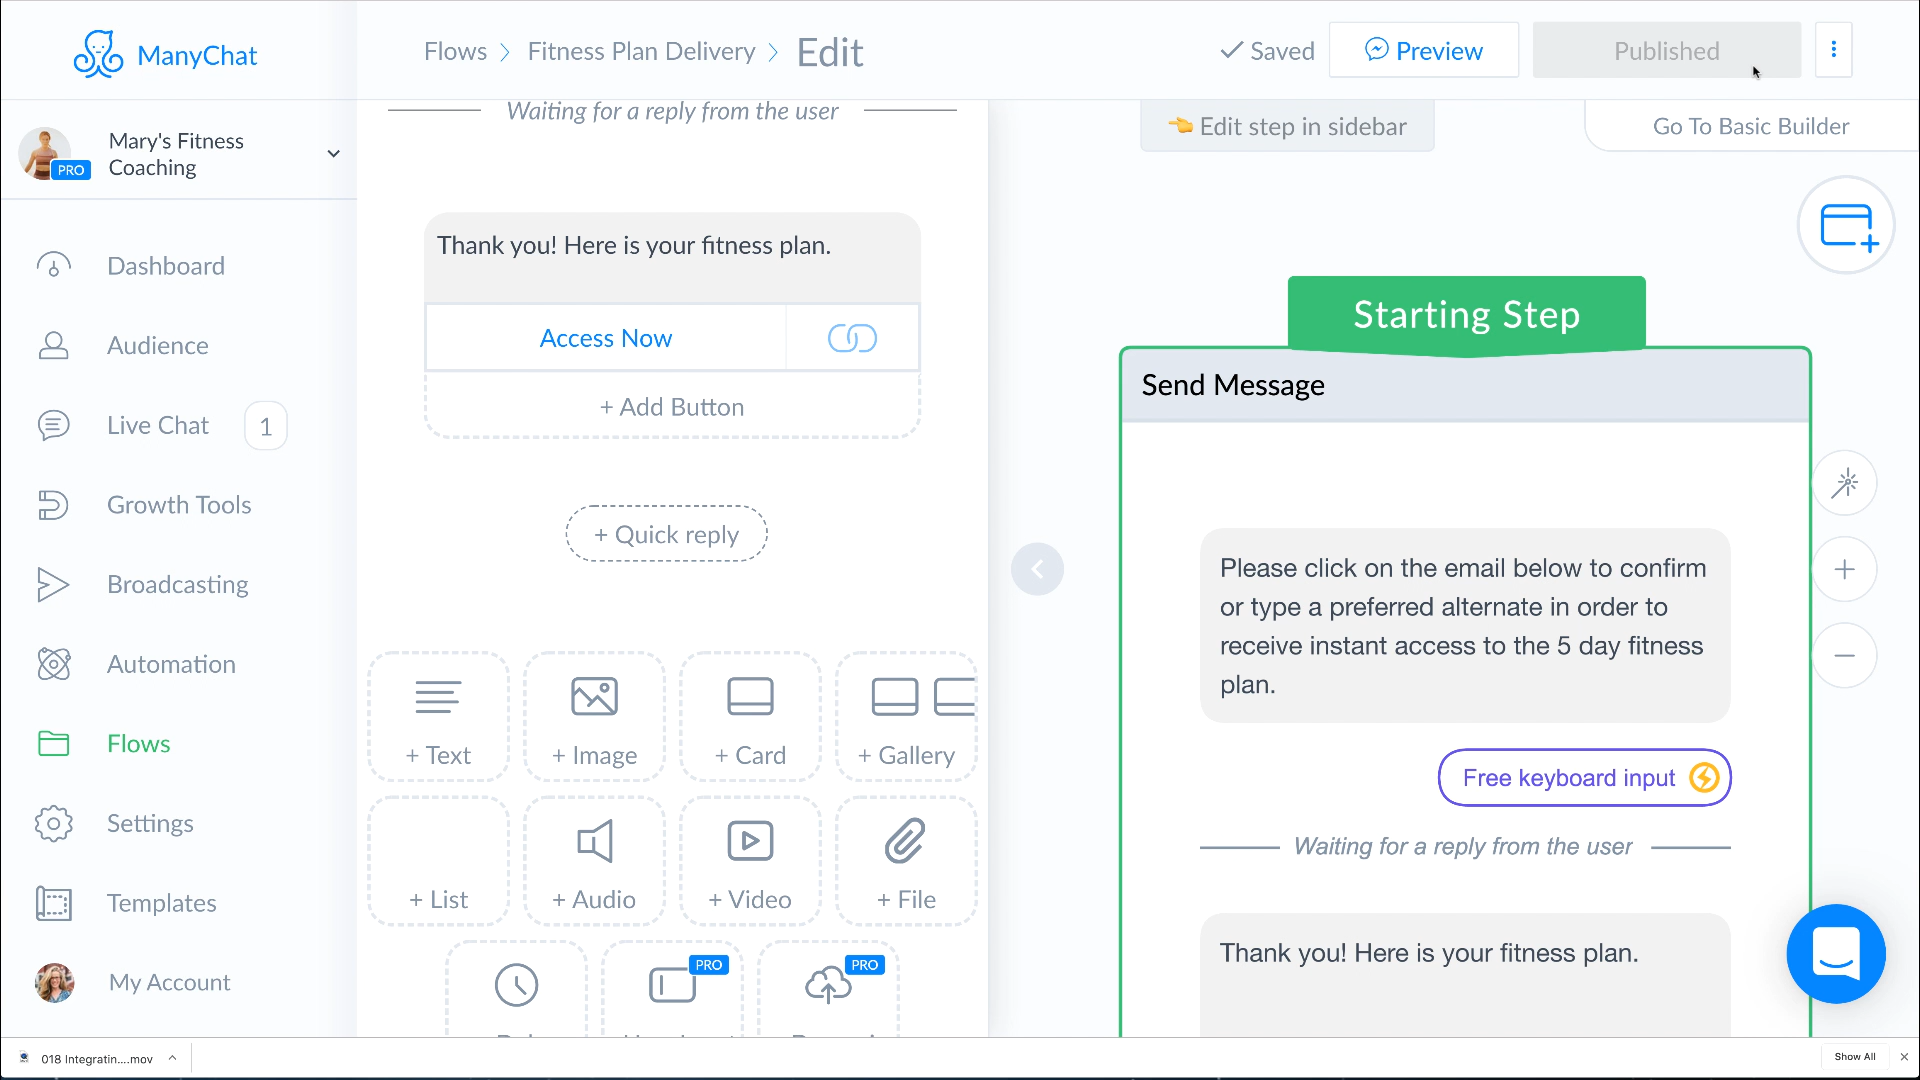 ManyChat
Flows > Fitness Plan Delivery > Edit
Saved
Preview
Published
Mary's Fitness
Coaching
PRO
Dashboard
Audience
Live Chat 1
Growth Tools
Broadcasting
Automation
Flows
Settings
Templates
My Account
Waiting for a reply from the user
Thank you! Here is your fitness plan.
Access Now
+ Add Button
+ Quick reply
+ Text
+ Image
+ Card
+ Gallery
+ List
+ Audio
+ Video
+ File
PRO
PRO
Edit step in sidebar
Go To Basic Builder
Starting Step
Send Message
Please click on the email below to confirm
or type a preferred alternate in order to
receive instant access to the 5 day fitness
plan.
Free keyboard input
Waiting for a reply from the user
Thank you! Here is your fitness plan.
018 Integratin....mov
Show All